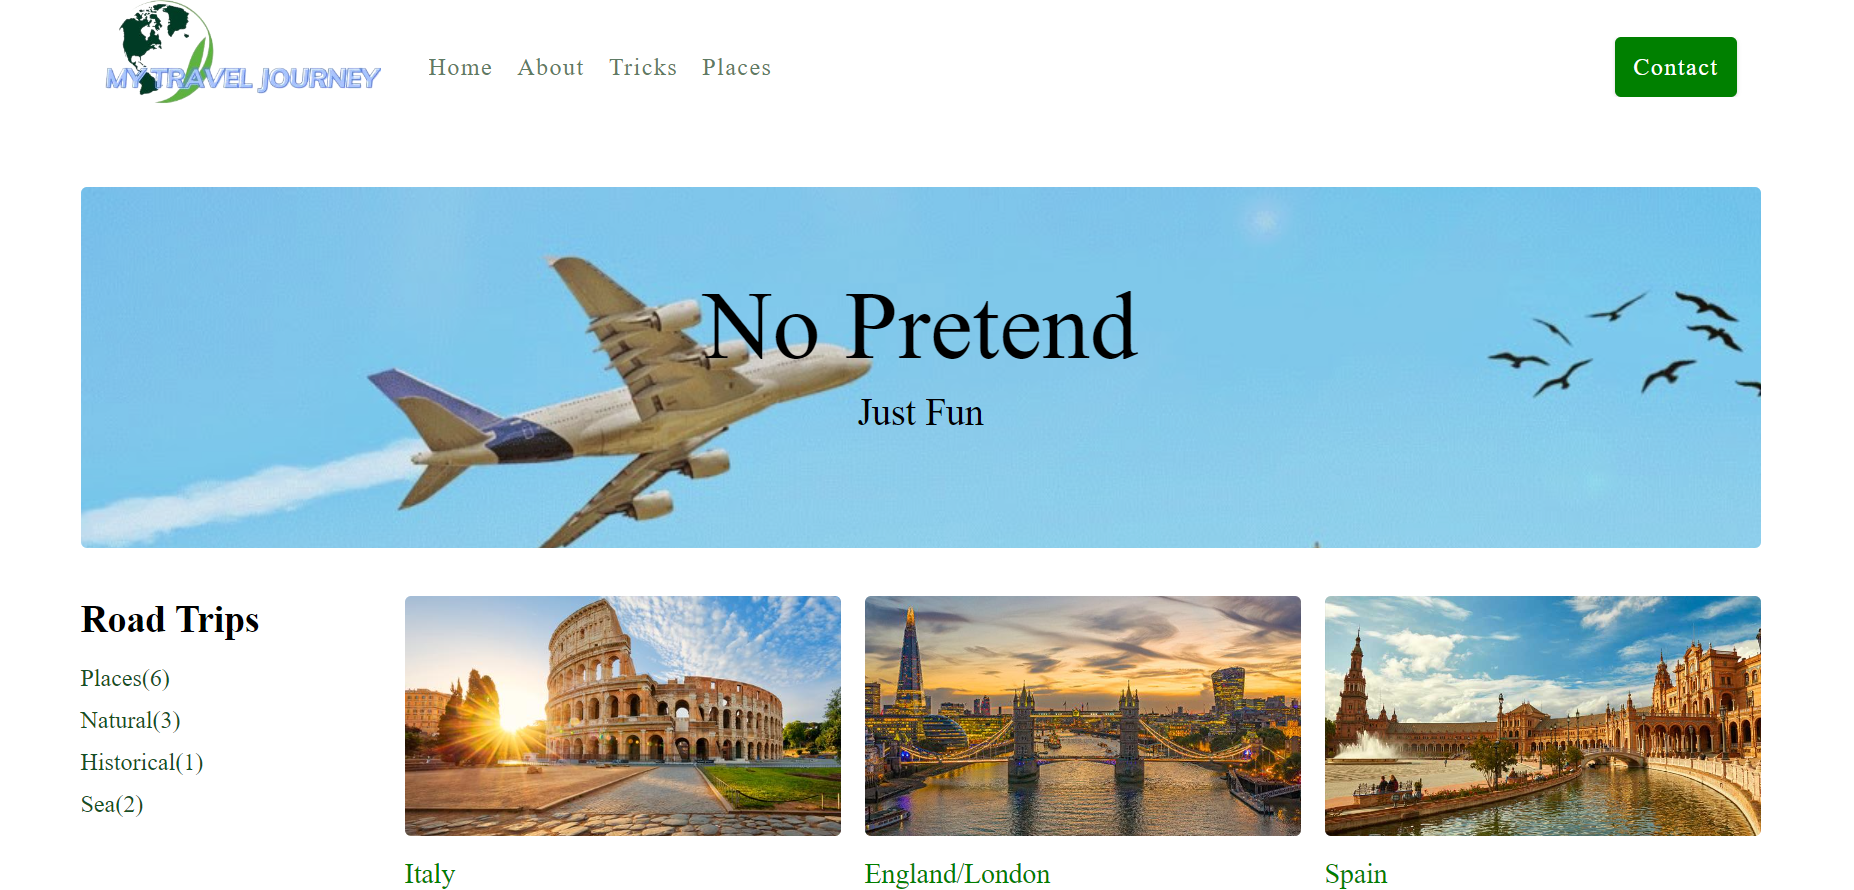 MY TRAVEL JOURNEY
Home About Tricks Places
Contact
No Pretend
Just Fun
Road Trips
Places(6)
Natural(3)
Historical(1)
Sea(2)
Italy
England/London
Spain